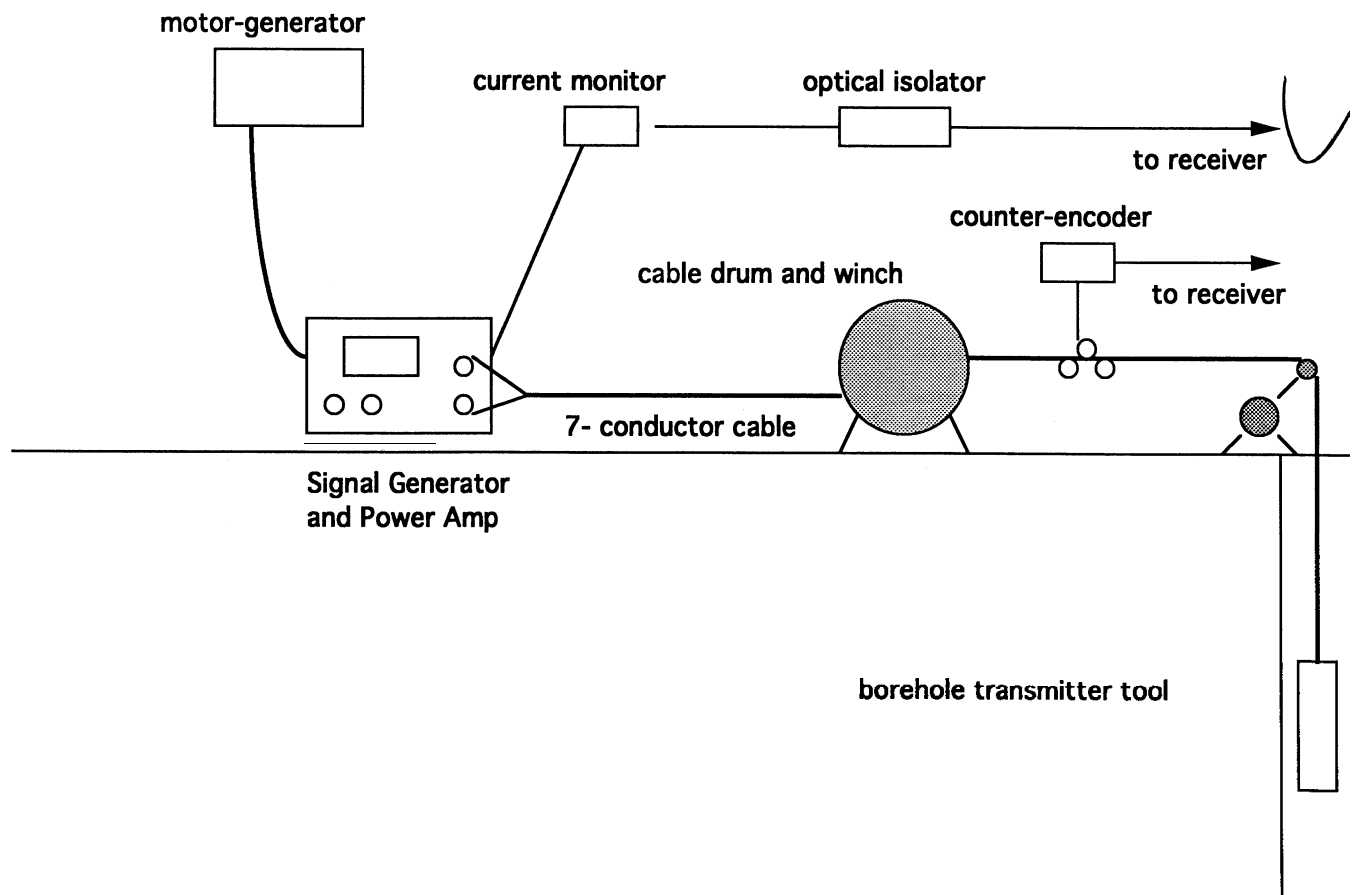 motor-generator
current monitor
optical isolator
to receiver
counter-encoder
cable drum and winch
to receiver
7- conductor cable
Signal Generator
and Power Amp
borehole transmitter tool